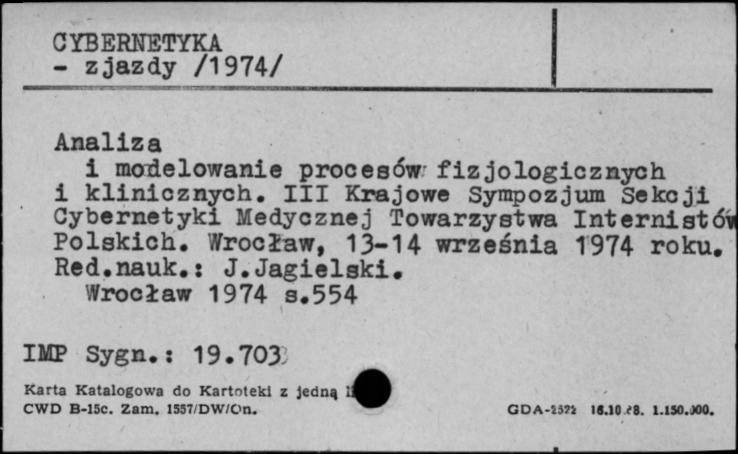 CYBERNETYKA
- zjazdy /1974/
Analiza
i modelowanie procesów fizjologicznych
i klinicznych. III Krajowe Sympozjum Sekcji
Cybernetyki Medycznej Towarzystwa Internistów
Polskich. Wrocław, 13-14 września 1974 roku.
Red.nauk.: J.Jagielski.
Wrocław 1974 s.554
IMP Sygn.: 19.703
Karta Katalogowa do Kartoteki z jedną
CWD B-15c. Zam. 1557/DW/On.
GDA-2522 16.10. 1.150.000.